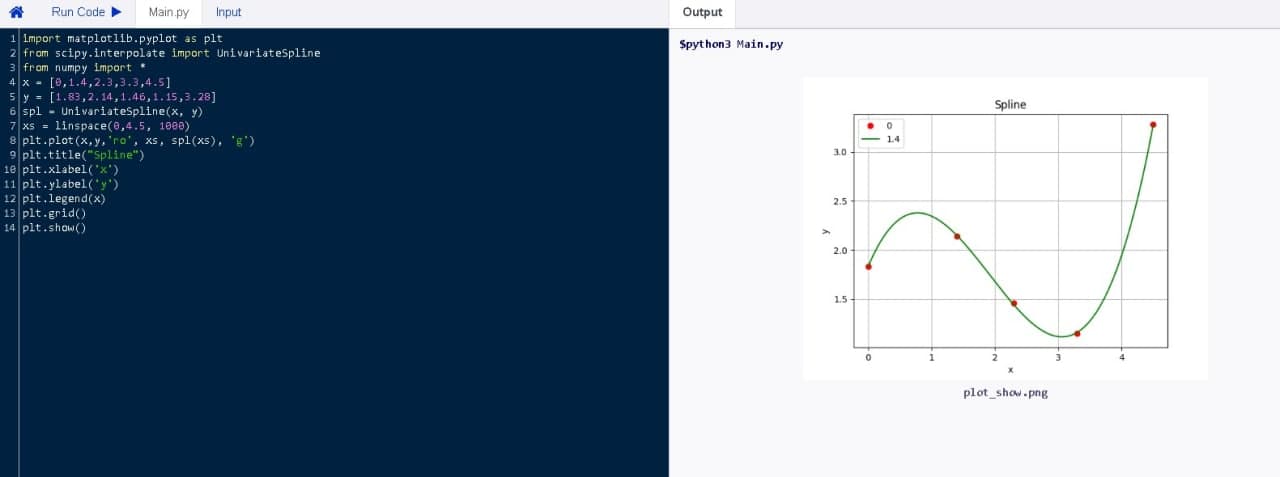 Run Code ▶ Main.py Input
1 import matplotlib.pyplot as plt
2 from scipy.interpolate import UnivariateSpline
3 from numpy import *
4 x = [0,1.4,2.3,3.3,4.5]
5 y = [1.83,2.14,1.46,1.15,3.28]
6 spl = UnivariateSpline(x, y)
7 xs = linspace(0,4.5, 1000)
8 plt.plot(x,y,'ro', xs, spl(xs), 'g')
9 plt.title("Spline")
10 plt.xlabel('x')
11 plt.ylabel('y')
12 plt.legend(x)
13 plt.grid()
14 plt.show()
Output
$python3 Main.py
Spline
0
1.4
3.0
2.5
2.0
1.5
y
0 1 2 3 4
x
plot_show.png